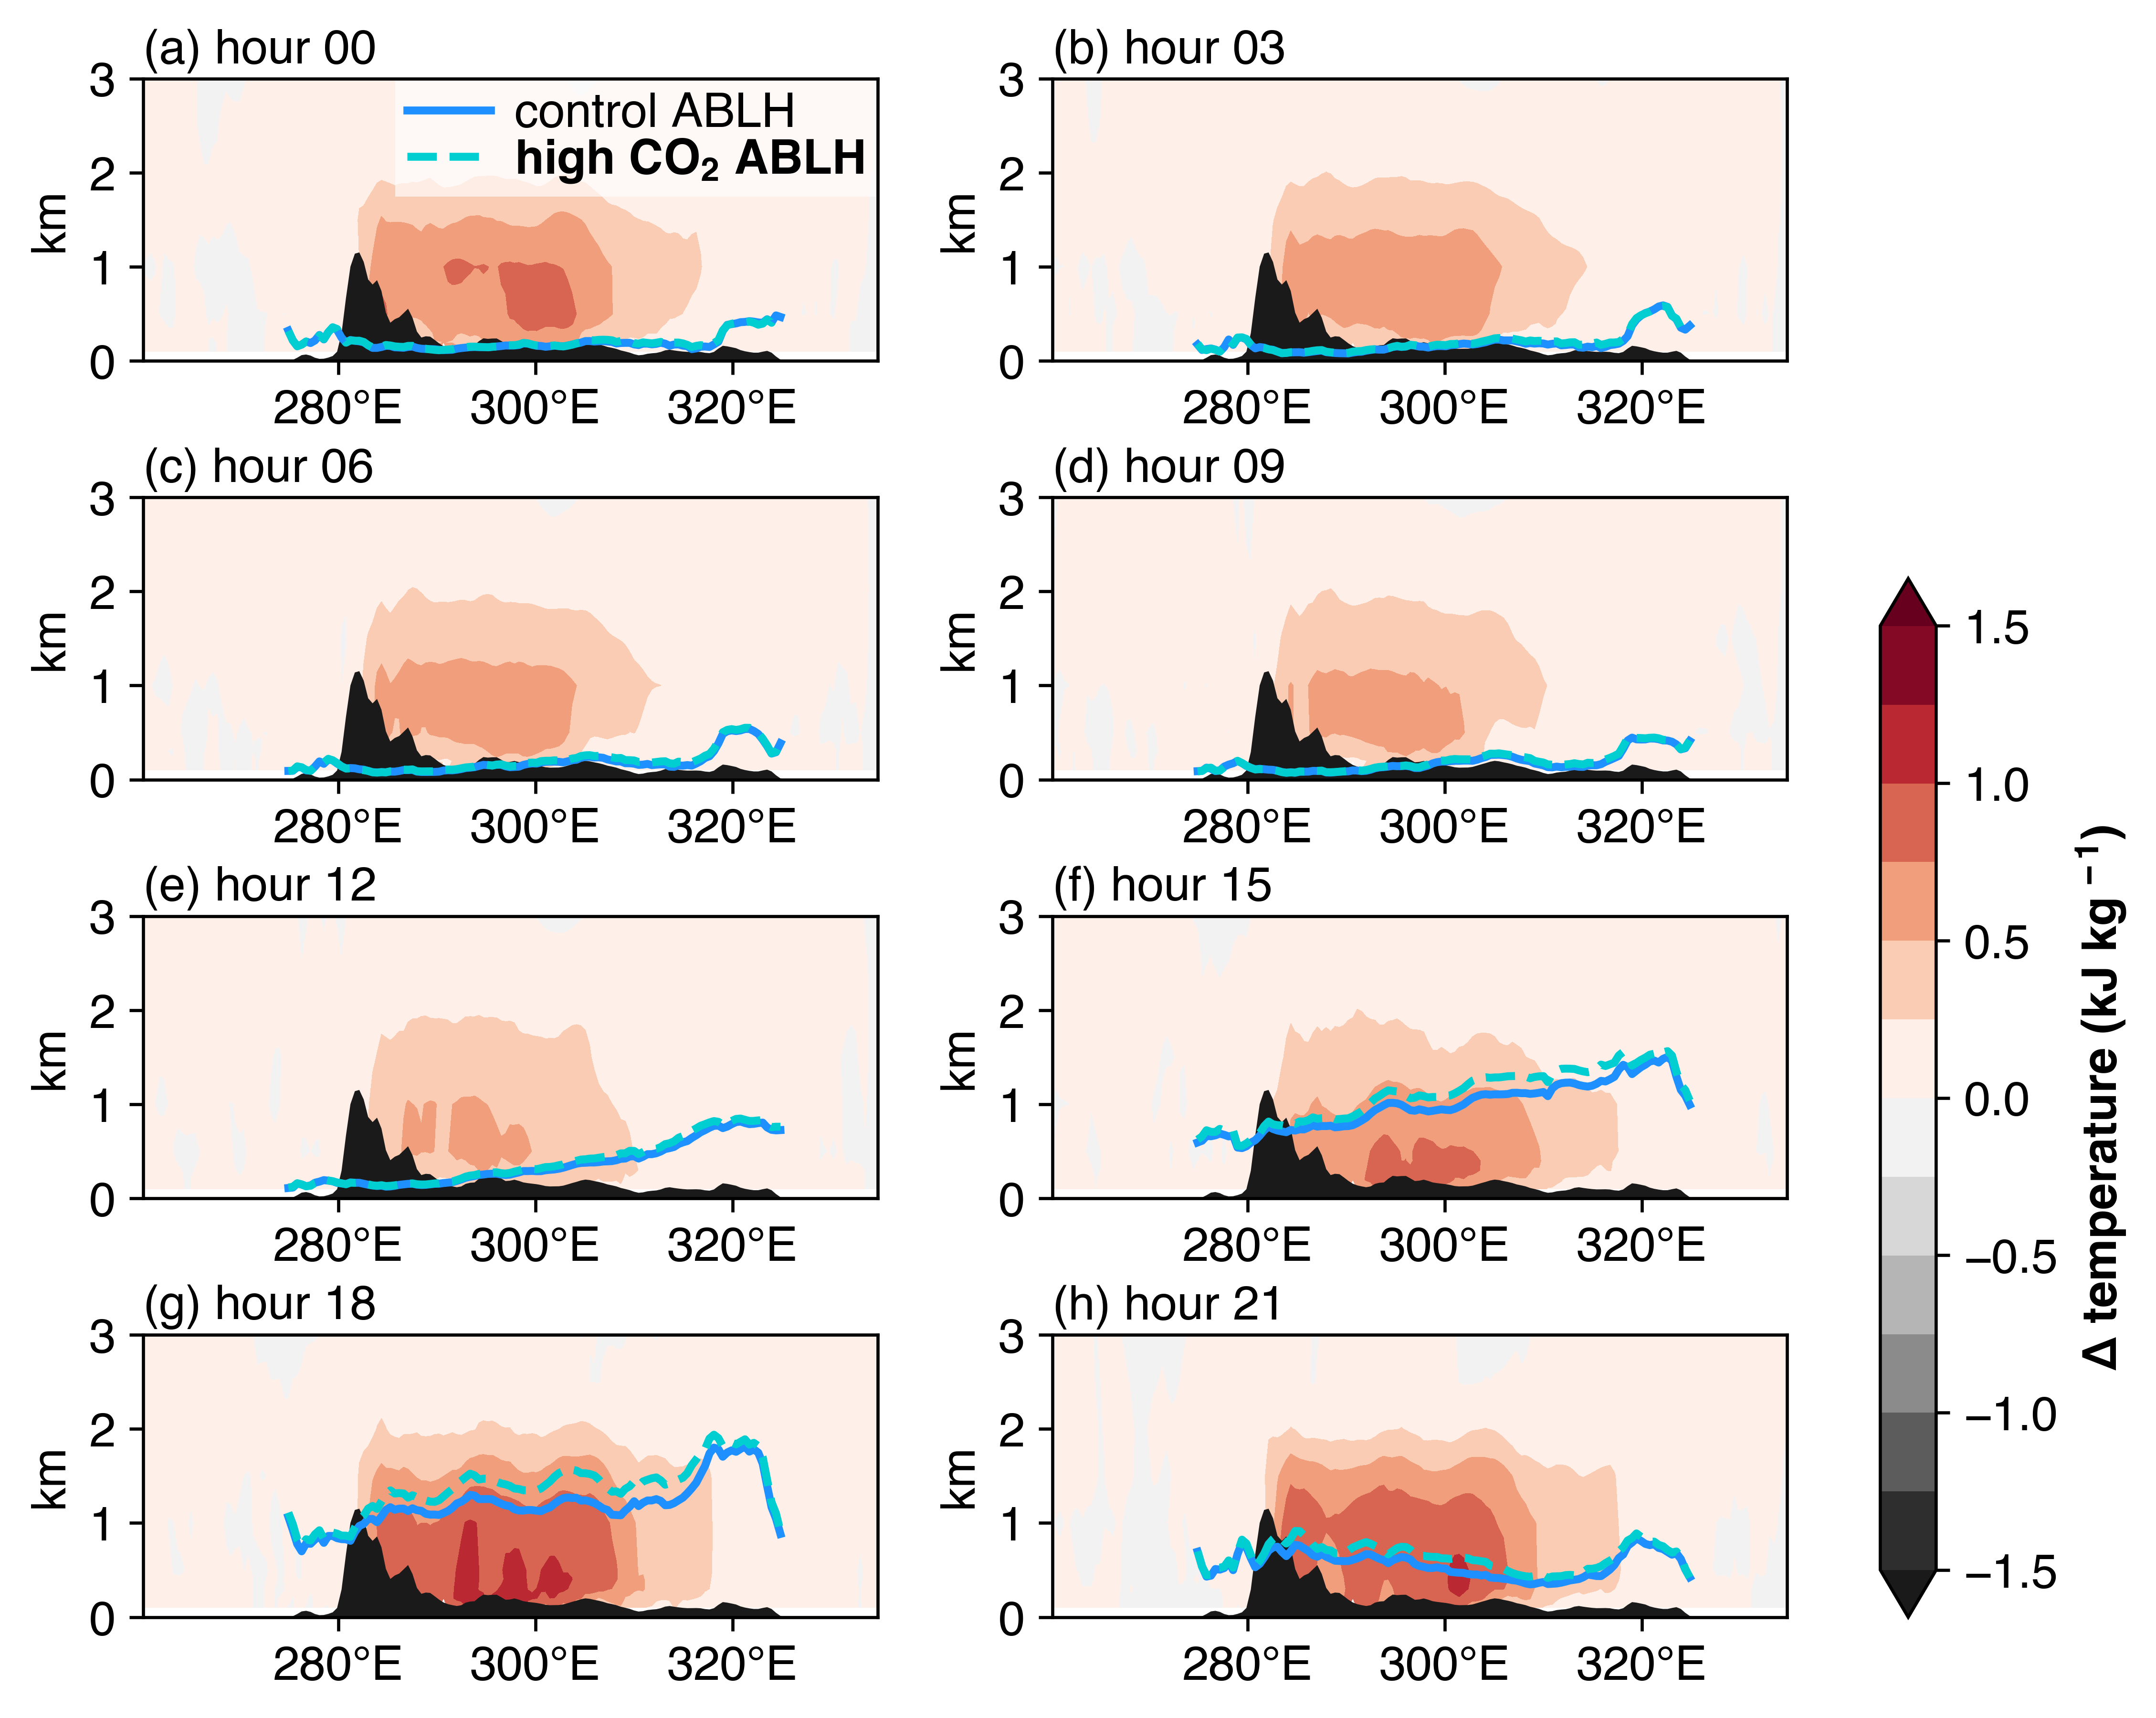 (a) hour 00
3
2
1
0
km
control ABLH
high CO₂ ABLH
280°E 300°E 320°E
(b) hour 03
3
2
1
0
km
280°E 300°E 320°E
(c) hour 06
3
2
1
0
km
280°E 300°E 320°E
(d) hour 09
3
2
1
0
km
280°E 300°E 320°E
(e) hour 12
3
2
1
0
km
280°E 300°E 320°E
(f) hour 15
3
2
1
0
km
280°E 300°E 320°E
(g) hour 18
3
2
1
0
km
280°E 300°E 320°E
(h) hour 21
3
2
1
0
km
280°E 300°E 320°E
1.5
1.0
0.5
0.0
−0.5
−1.0
−1.5
Δ temperature (kJ kg⁻¹)